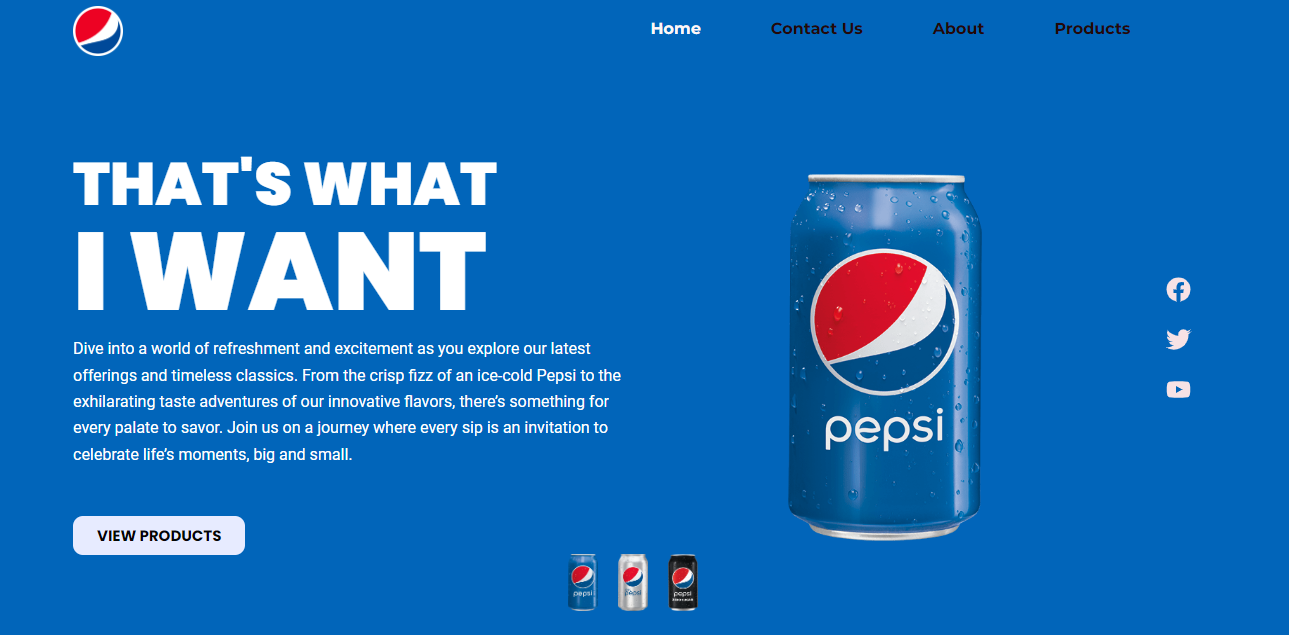 Home Contact Us About Products
THAT'S WHAT
I WANT
Dive into a world of refreshment and excitement as you explore our latest
offerings and timeless classics. From the crisp fizz of an ice-cold Pepsi to the
exhilarating taste adventures of our innovative flavors, there’s something for
every palate to savor. Join us on a journey where every sip is an invitation to
celebrate life’s moments, big and small.
pepsi
VIEW PRODUCTS
pepsi pepsi pepsi